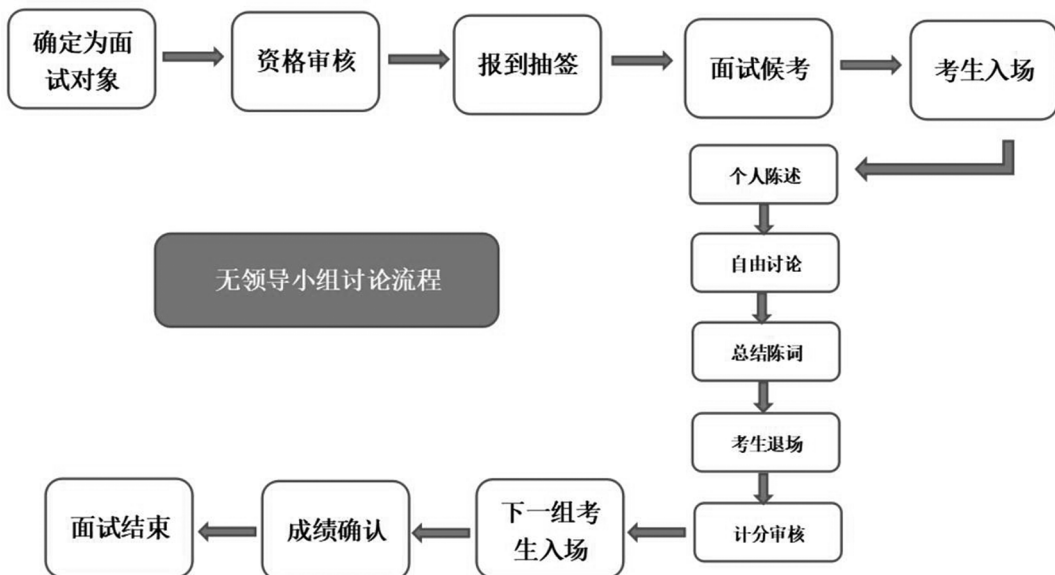 确定为面
试对象
资格审核
报到抽签
面试候考
考生入场
个人陈述
自由讨论
无领导小组讨论流程
总结陈词
考生退场
计分审核
下一组考
生入场
成绩确认
面试结束